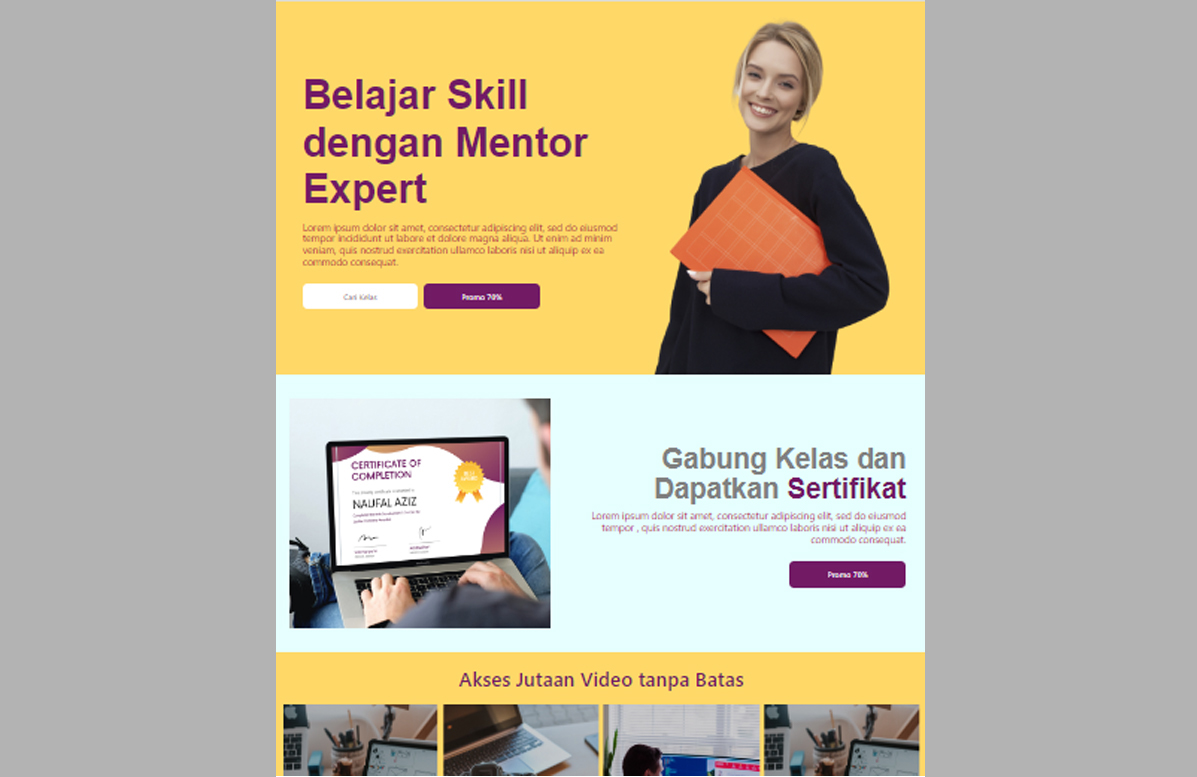 Belajar Skill
dengan Mentor
Expert
Lorem ipsum dolor sit amet, consectetur adipiscing elit, sed do eiusmod
tempor incididunt ut labore et dolore magna aliqua. Ut enim ad minim
veniam, quis nostrud exercitation ullamco laboris nisi ut aliquip ex ea
commodo consequat.
Cari Kelas
Promo 70%
CERTIFICATE OF
COMPLETION
NAUFAL AZIZ
Gabung Kelas dan
Dapatkan Sertifikat
Lorem ipsum dolor sit amet, consectetur adipiscing elit, sed do eiusmod
tempor , quis nostrud exercitation ullamco laboris nisi ut aliquip ex ea
commodo consequat.
Promo 70%
Akses Jutaan Video tanpa Batas